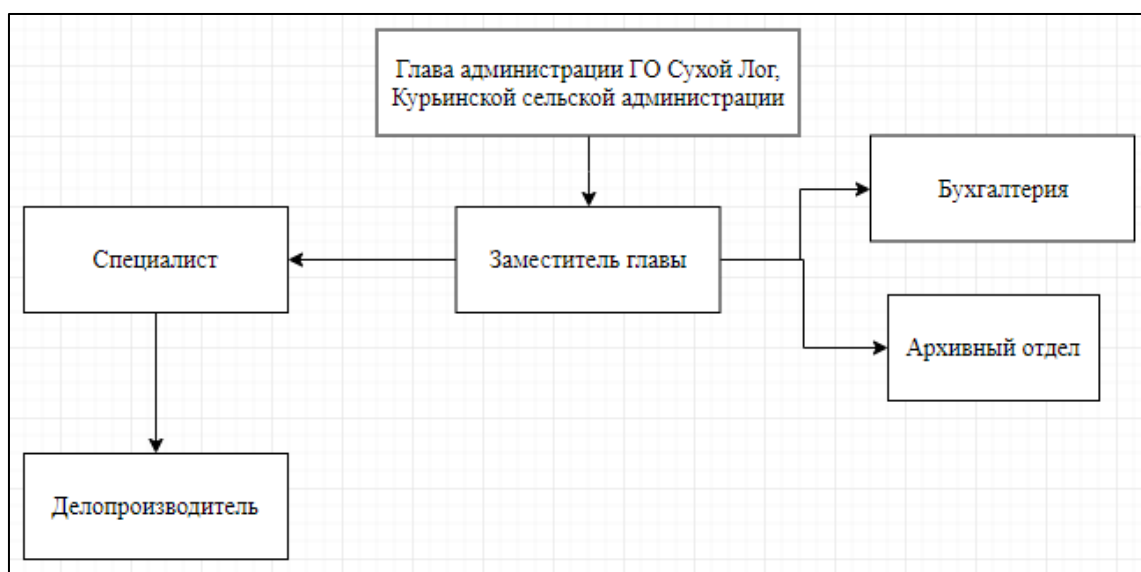 Глава администрации ГО Сухой Лог,
Курьинской сельской администрации
Бухгалтерия
Специалист
Заместитель главы
Архивный отдел
Делопроизводитель